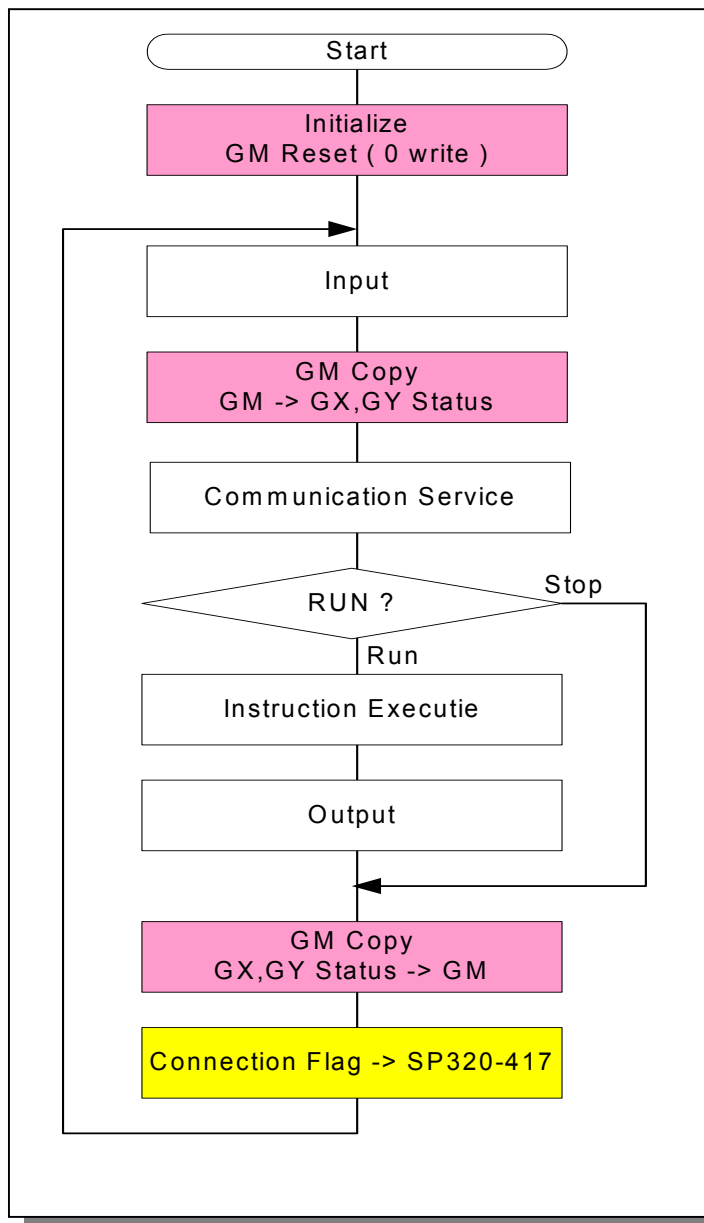 Start
Initialize
GM Reset ( 0 write )
Input
GM Copy
GM -> GX,GY Status
Communication Service
RUN ?
Stop
Run
Instruction Executie
Output
GM Copy
GX,GY Status -> GM
Connection Flag -> SP320-417